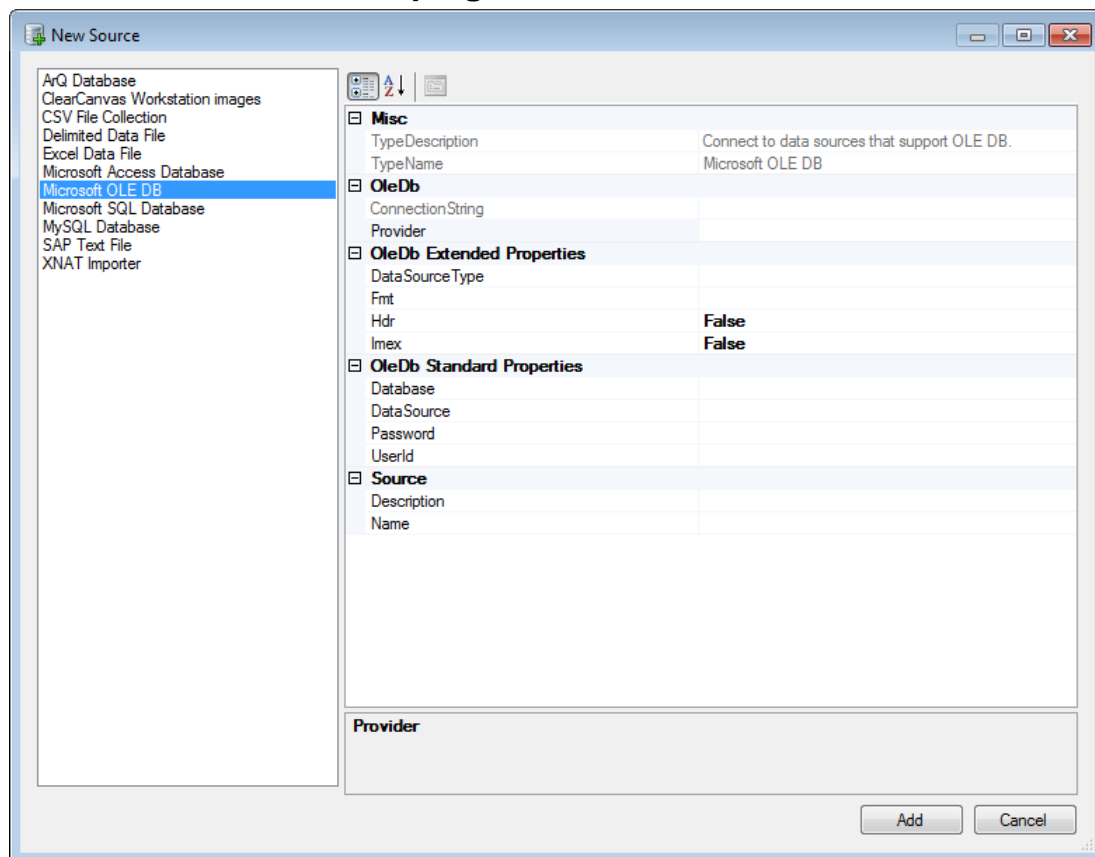 New Source
ArQ Database
ClearCanvas Workstation images
CSV File Collection
Delimited Data File
Excel Data File
Microsoft Access Database
Microsoft OLE DB
Microsoft SQL Database
MySQL Database
SAP Text File
XNAT Importer
Misc
TypeDescription Connect to data sources that support OLE DB.
TypeName Microsoft OLE DB
OleDb
ConnectionString
Provider
OleDb Extended Properties
DataSourceType
Fmt
Hdr False
Imex False
OleDb Standard Properties
Database
DataSource
Password
UserId
Source
Description
Name
Provider
Add Cancel